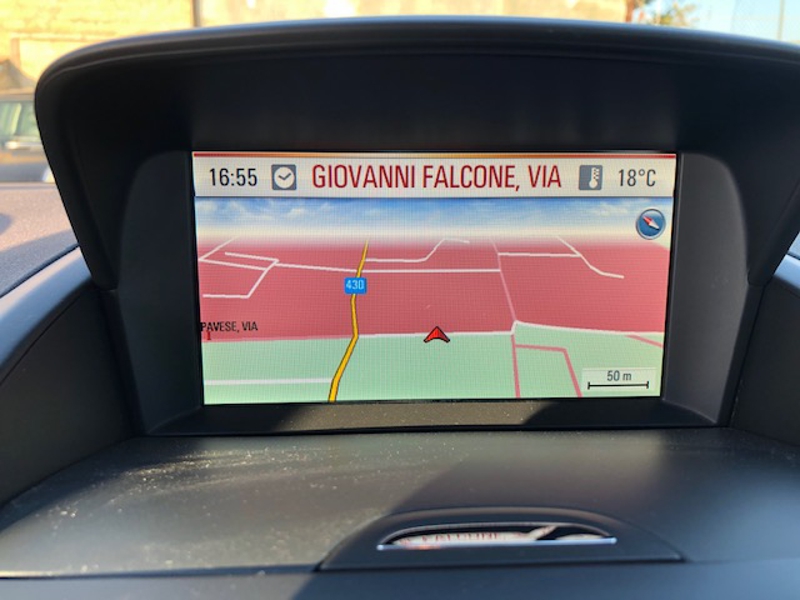 16:55 GIOVANNI FALCONE, VIA 18°C
430
PAVESE, VIA
50 m